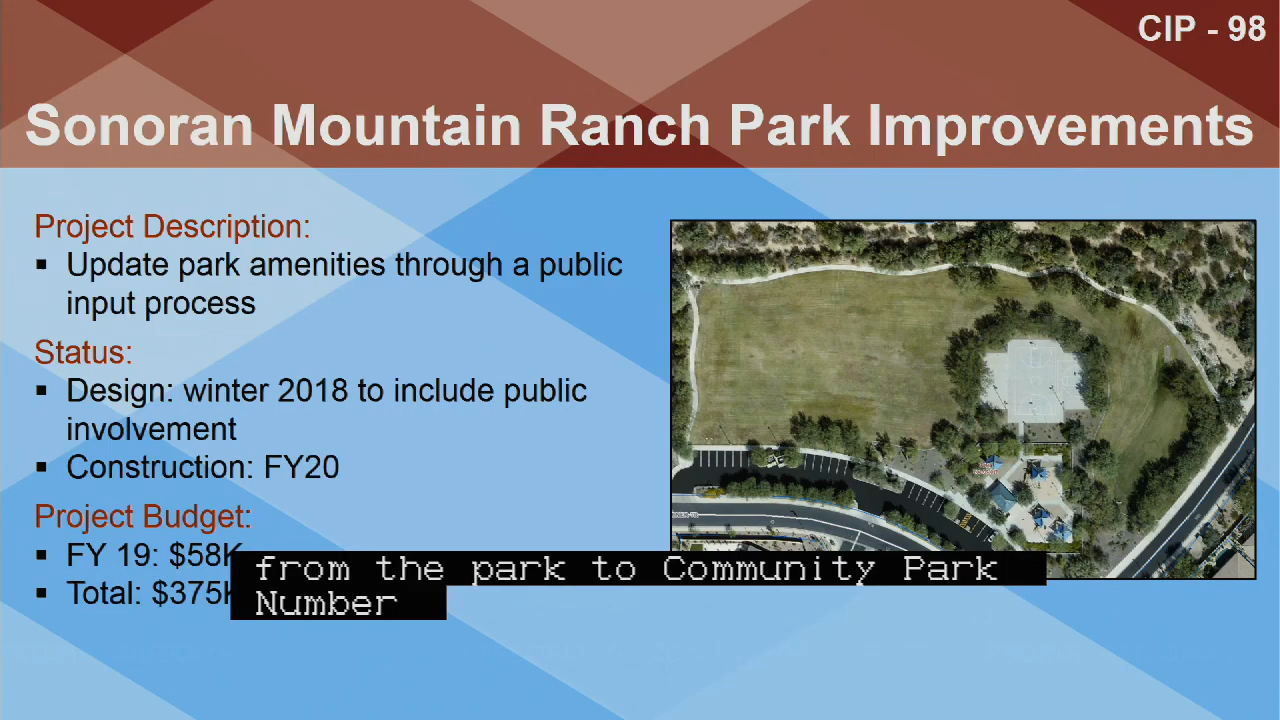 CIP - 98
Sonoran Mountain Ranch Park Improvements
Project Description:
▪ Update park amenities through a public
input process
Status:
▪ Design: winter 2018 to include public
involvement
▪ Construction: FY20
Project Budget:
▪ FY 19: $58K
▪ Total: $375K
from the park to Community Park
Number